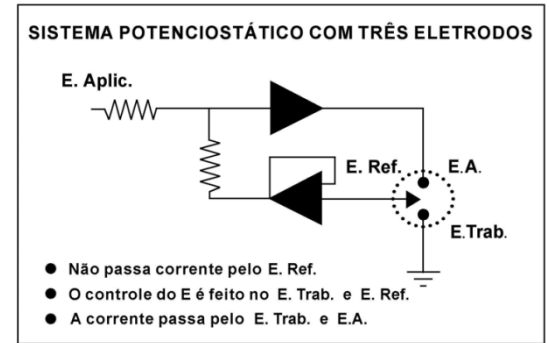 SISTEMA POTENCIOSTÁTICO COM TRÊS ELETRODOS
E. Aplic.
E. Ref.
E.A.
E.Trab.
● Não passa corrente pelo E. Ref.
● O controle do E é feito no E. Trab. e E. Ref.
● A corrente passa pelo E. Trab. e E.A.